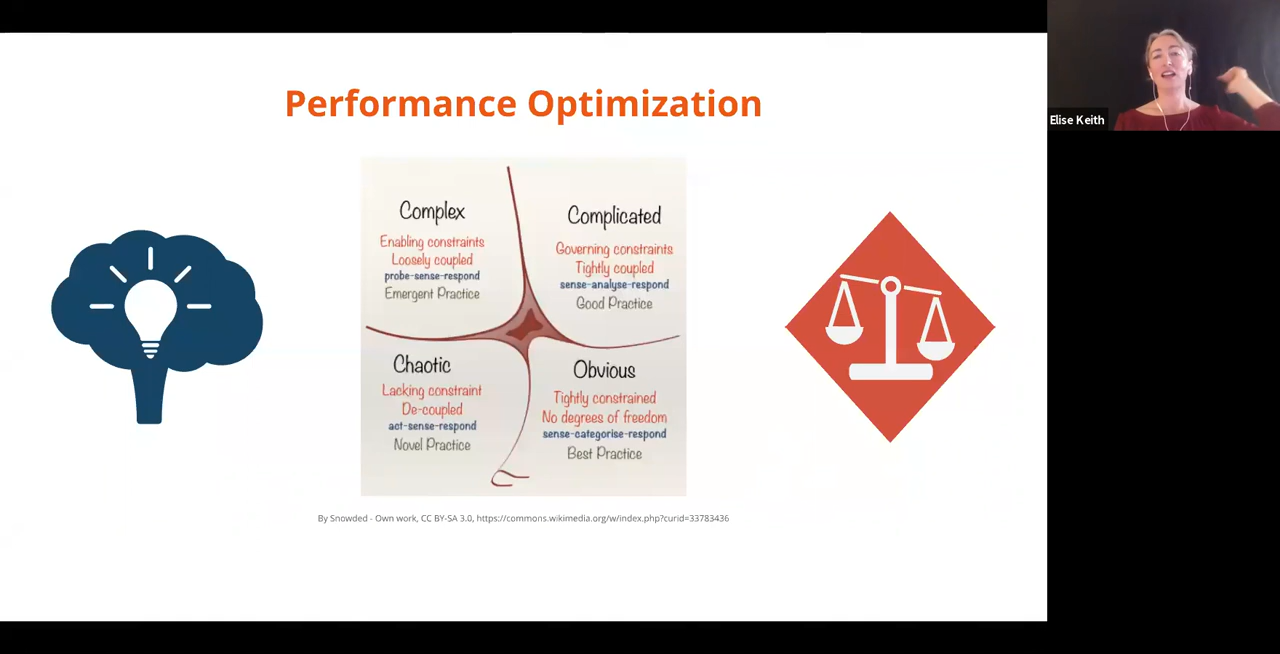 Performance Optimization
Complex
Enabling constraints
Loosely coupled
probe-sense-respond
Emergent Practice
Complicated
Governing constraints
Tightly coupled
sense-analyse-respond
Good Practice
Chaotic
Lacking constraint
De-coupled
act-sense-respond
Novel Practice
Obvious
Tightly constrained
No degrees of freedom
sense-categorise-respond
Best Practice
By Snowded - Own work, CC BY-SA 3.0, https://commons.wikimedia.org/w/index.php?curid=33783436
Elise Keith